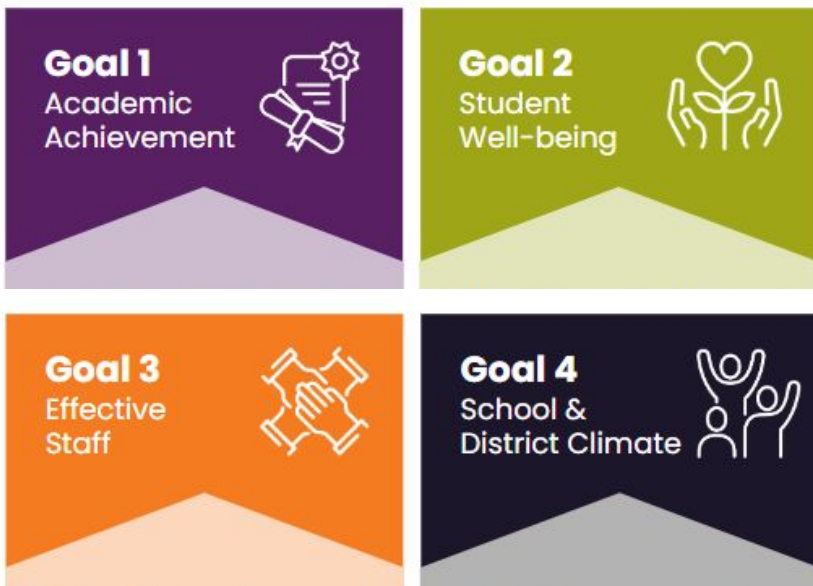 Goal 1
Academic
Achievement
Goal 2
Student
Well-being
Goal 3
Effective
Staff
Goal 4
School &
District Climate